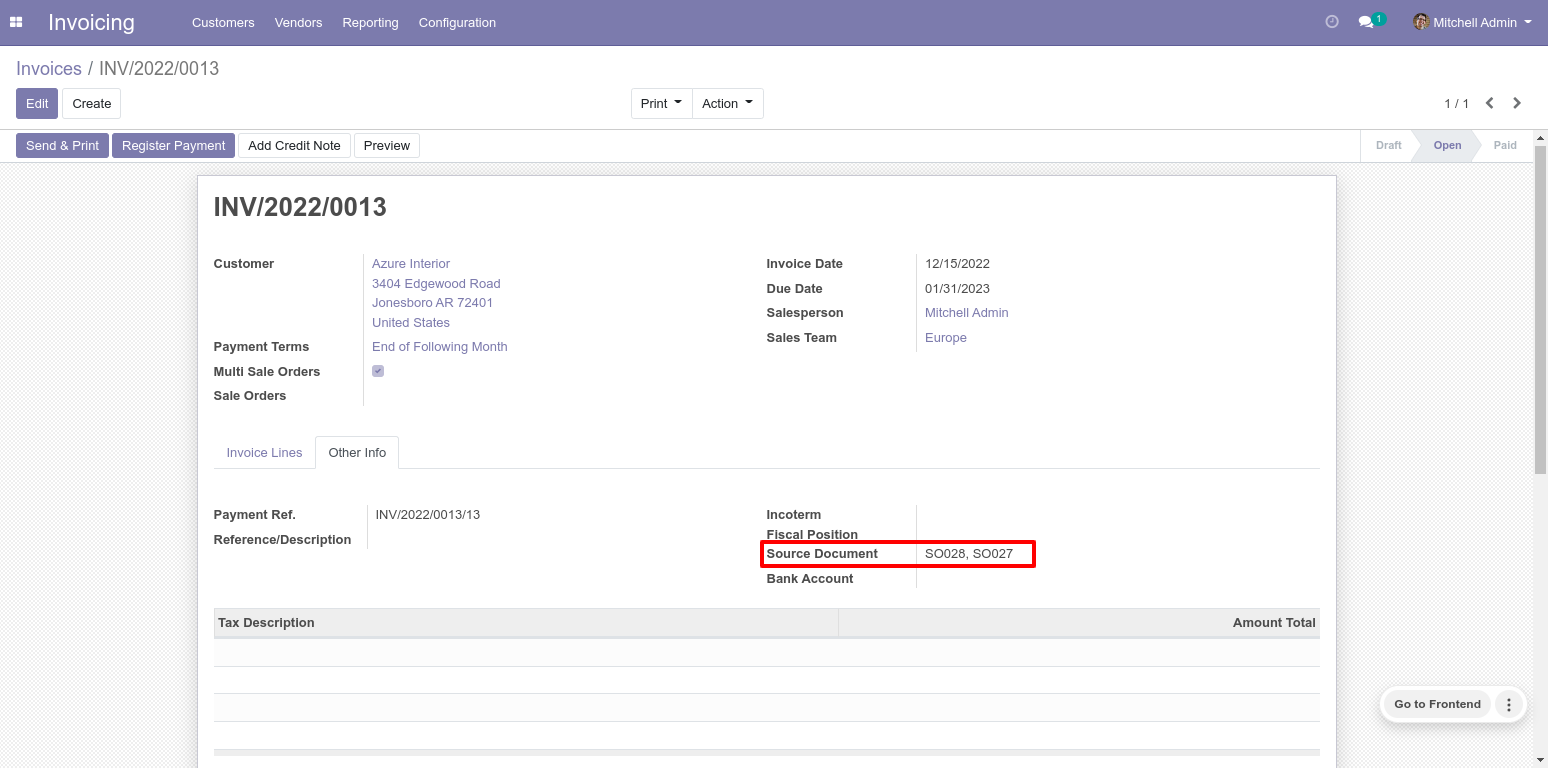 Invoicing Customers Vendors Reporting Configuration 1 Mitchell Admin
Invoices / INV/2022/0013
Edit Create Print Action 1 / 1
Send & Print Register Payment Add Credit Note Preview Draft Open Paid
INV/2022/0013
Customer Azure Interior Invoice Date 12/15/2022
3404 Edgewood Road
Due Date 01/31/2023
Jonesboro AR 72401
Salesperson Mitchell Admin
United States
Sales Team Europe
Payment Terms End of Following Month
Multi Sale Orders
Sale Orders
Invoice Lines Other Info
Payment Ref. INV/2022/0013/13 Incoterm
Fiscal Position
Reference/Description
Source Document SO028, SO027
Bank Account
Tax Description Amount Total
Go to Frontend